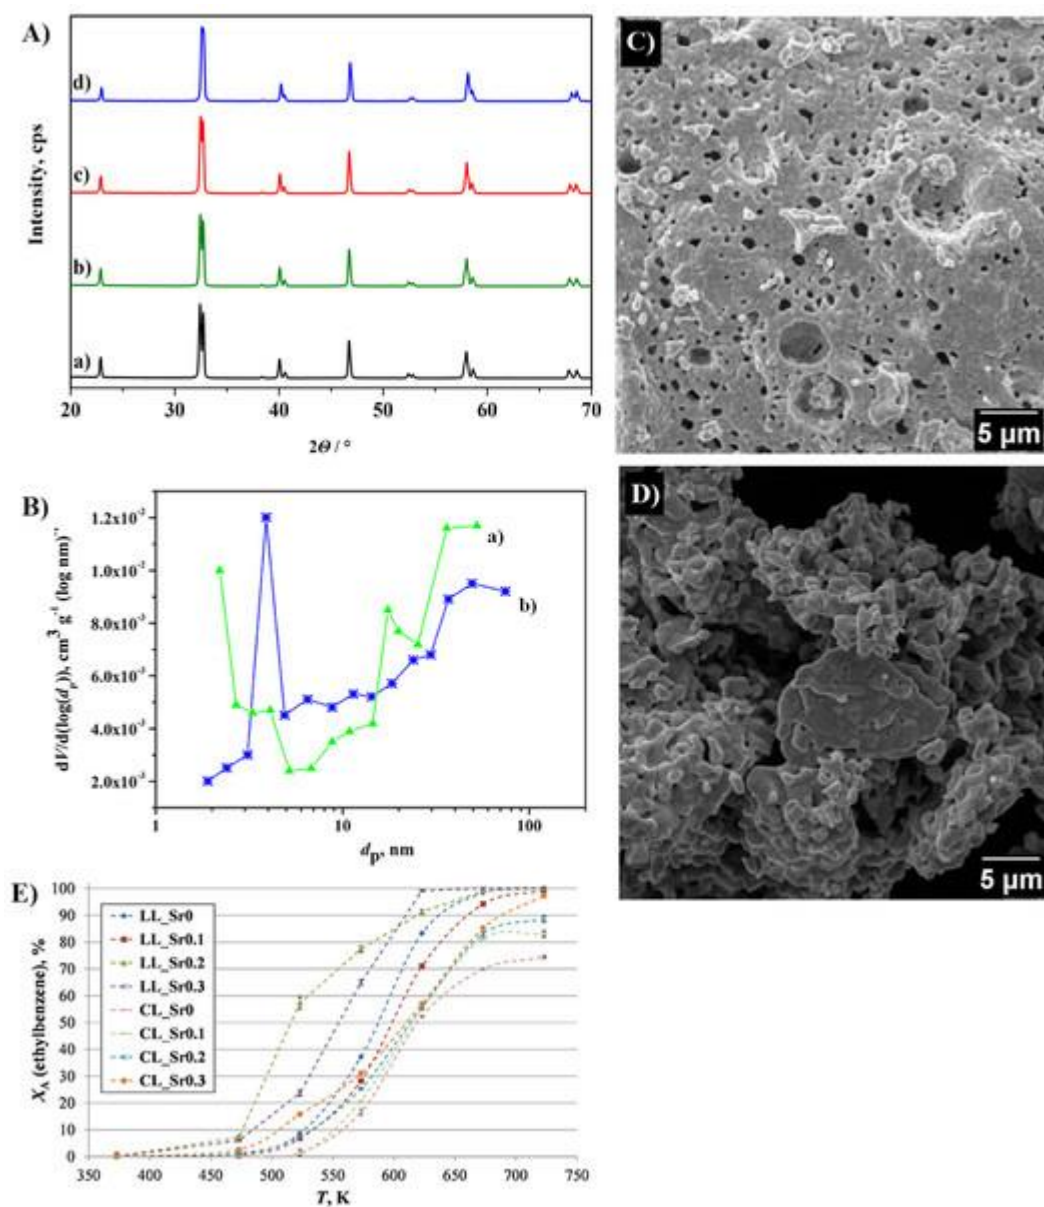 A)
Intensity, cps
d)
c)
b)
a)
20 30 40 50 60 70
2Θ / °
B)
dV/d(log(dₚ)), cm³ g⁻¹ (log nm)⁻¹
1.2x10⁻²
1.0x10⁻²
8.0x10⁻³
6.0x10⁻³
4.0x10⁻³
2.0x10⁻³
a)
b)
1 10 100
dₚ, nm
C)
5 µm
D)
5 µm
E)
X_A (ethylbenzene), %
100
90
80
70
60
50
40
30
20
10
0
LL_Sr0
LL_Sr0.1
LL_Sr0.2
LL_Sr0.3
CL_Sr0
CL_Sr0.1
CL_Sr0.2
CL_Sr0.3
350 400 450 500 550 600 650 700 750
T, K